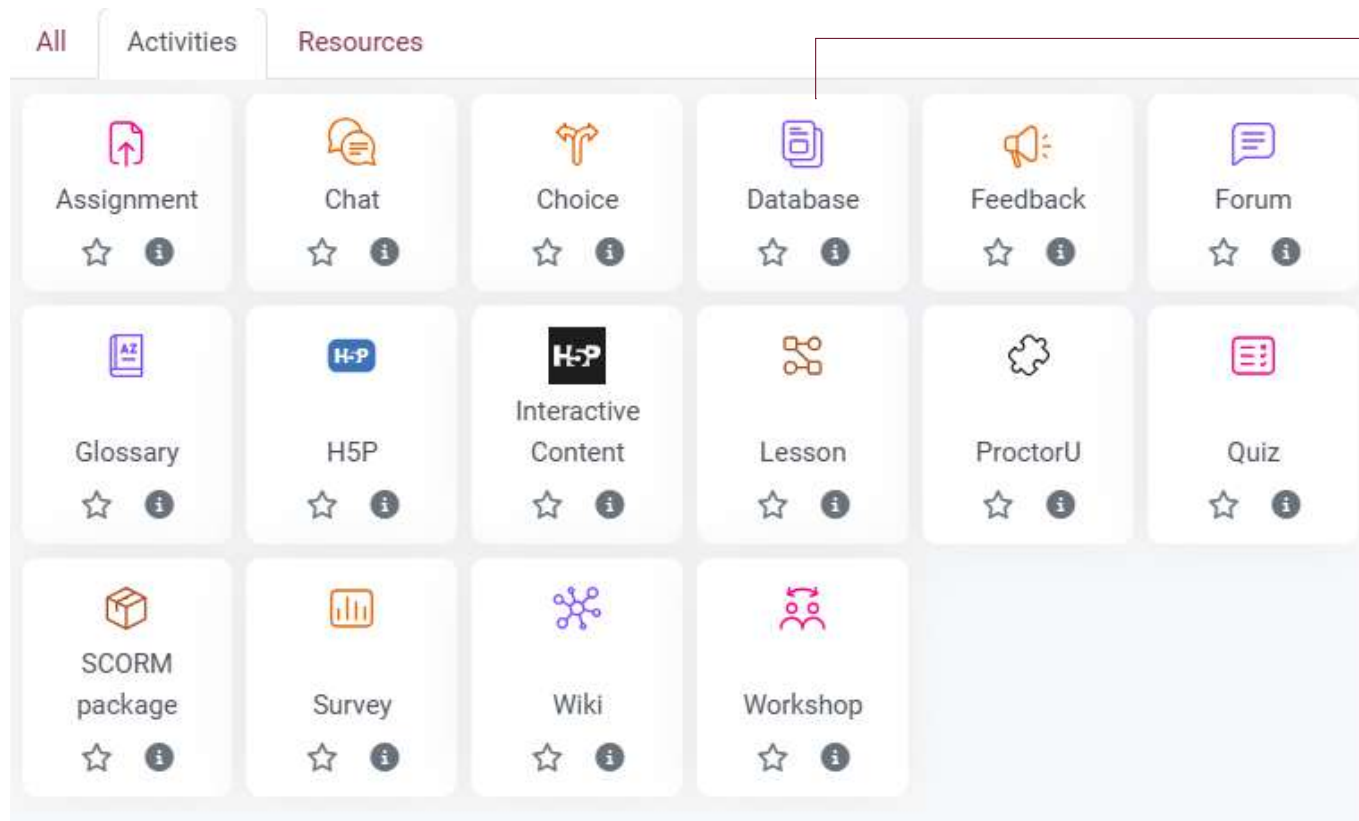 All Activities Resources
Assignment Chat Choice Database Feedback Forum
AZ H-P H5P
Interactive
Glossary H5P Content Lesson ProctorU Quiz
SCORM
package Survey Wiki Workshop